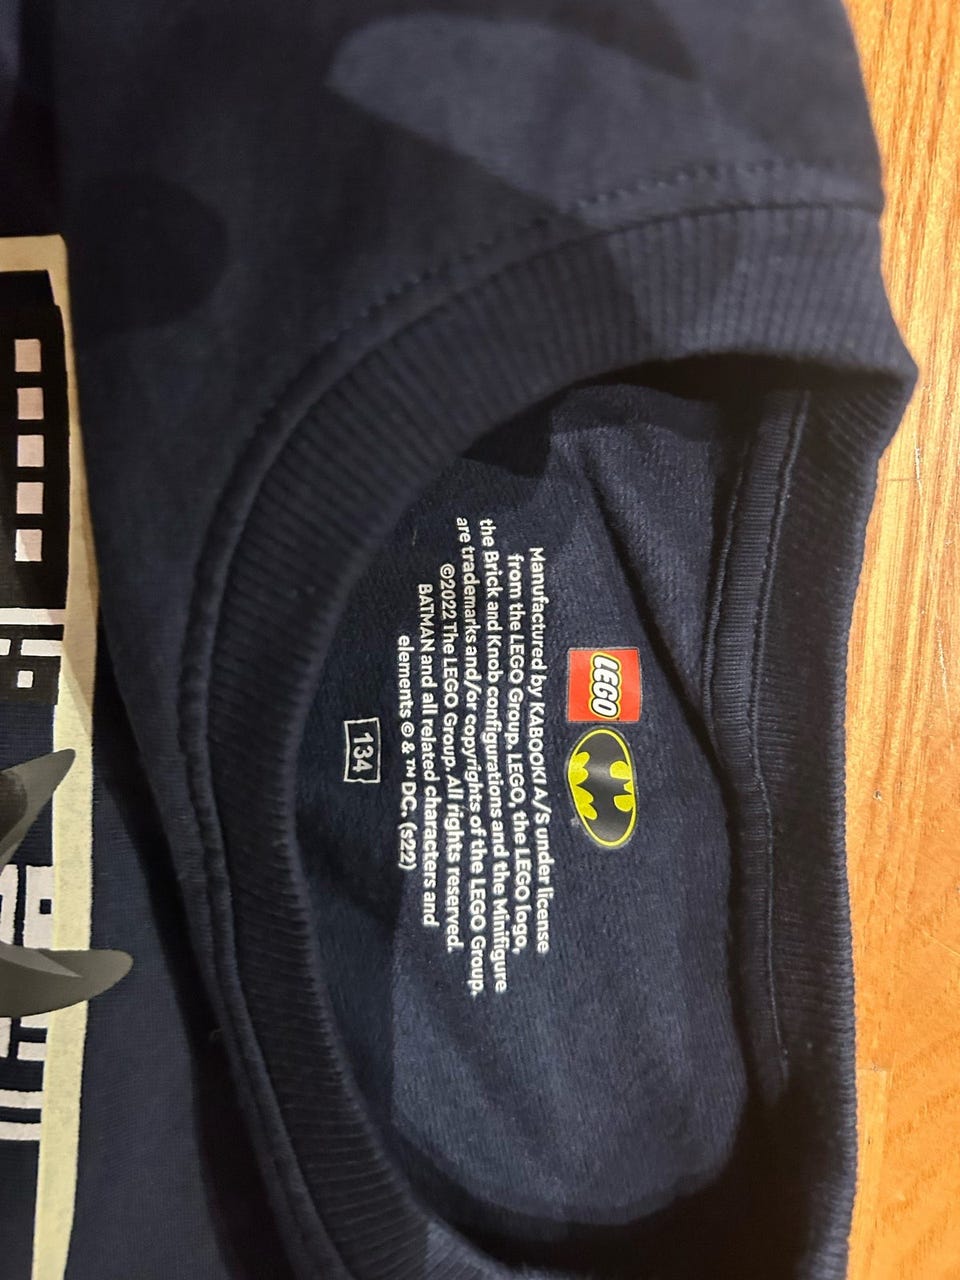 LEGO
Manufactured by KABOOKI A/S under license
from the LEGO Group. LEGO, the LEGO logo,
the Brick and Knob configurations and the Minifigure
are trademarks and/or copyrights of the LEGO Group.
©2022 The LEGO Group. All rights reserved.
BATMAN and all related characters and
elements © & ™ DC. (S22)
134